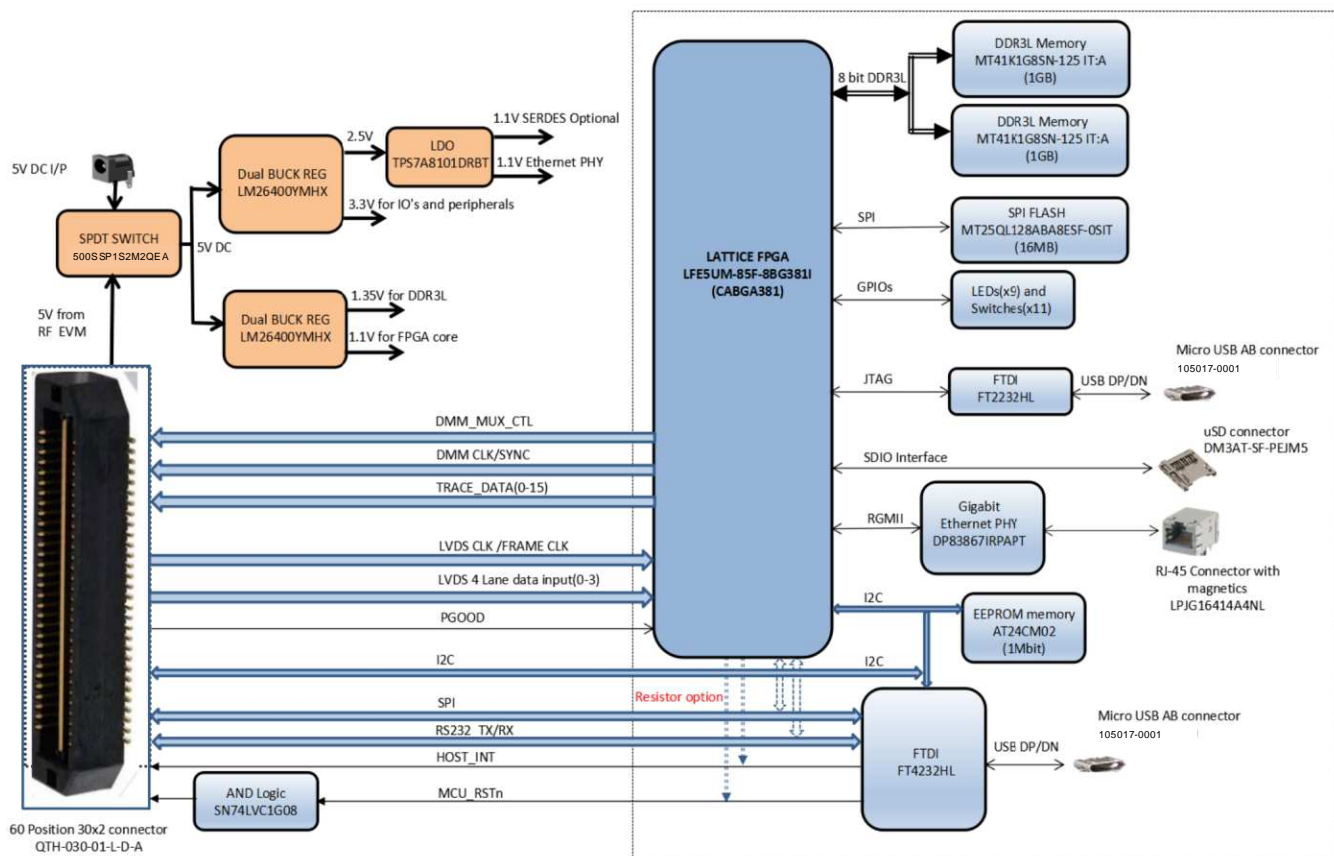 DDR3L Memory
MT41K1G8SN-125 IT:A
(1GB)
8 bit DDR3L
DDR3L Memory
MT41K1G8SN-125 IT:A
(1GB)
5V DC I/P
Dual BUCK REG
LM26400YMHX
2.5V
LDO
TPS7A8101DRBT
1.1V SERDES Optional
1.1V Ethernet PHY
3.3V for IO's and peripherals
SPDT SWITCH
500SSP1S2M2QEA
5V DC
5V from
RF EVM
Dual BUCK REG
LM26400YMHX
1.35V for DDR3L
1.1V for FPGA core
LATTICE FPGA
LFE5UM-85F-8BG381I
(CABGA381)
SPI
SPI FLASH
MT25QL128ABA8ESF-0SIT
(16MB)
GPIOs
LEDs(x9) and
Switches(x11)
JTAG
FTDI
FT2232HL
USB DP/DN
Micro USB AB connector
105017-0001
SDIO Interface
uSD connector
DM3AT-SF-PEJM5
RGMII
Gigabit
Ethernet PHY
DP83867IRPAPT
RJ-45 Connector with
magnetics
LPJG16414A4NL
DMM_MUX_CTL
DMM CLK/SYNC
TRACE_DATA(0-15)
LVDS CLK /FRAME CLK
LVDS 4 Lane data input(0-3)
PGOOD
I2C
EEPROM memory
AT24CM02
(1Mbit)
I2C
I2C
Resistor option
SPI
RS232 TX/RX
HOST_INT
MCU_RSTn
AND Logic
SN74LVC1G08
FTDI
FT4232HL
USB DP/DN
Micro USB AB connector
105017-0001
60 Position 30x2 connector
QTH-030-01-L-D-A